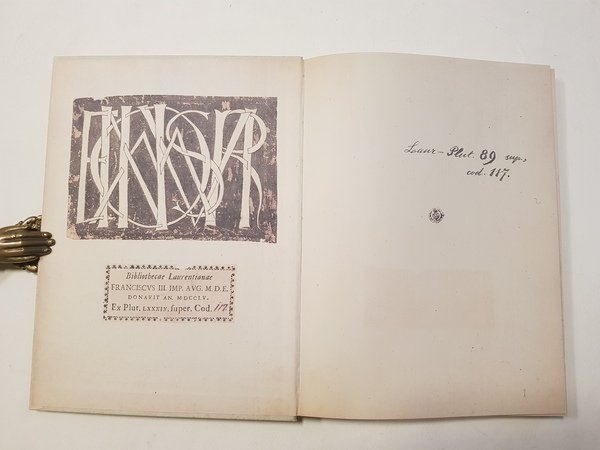 Bibliothecae Laurentianae
FRANCISCVS III. IMP. AVG. M.D.E.
DONAVIT AN. MDCCLV.
Ex Plut. LXXXIX. super. Cod. 117.
Laur – Plut. 89 sup.,
cod. 117.
1